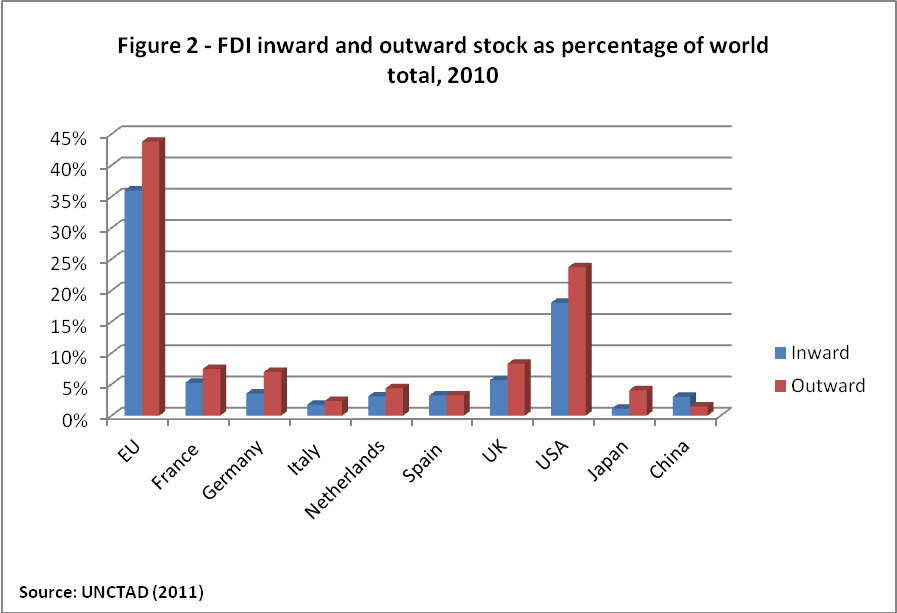 Figure 2 - FDI inward and outward stock as percentage of world
total, 2010
45%
40%
35%
30%
25%
20%
15%
10%
5%
0%
EU
France
Germany
Italy
Netherlands
Spain
UK
USA
Japan
China
Inward
Outward
Source: UNCTAD (2011)